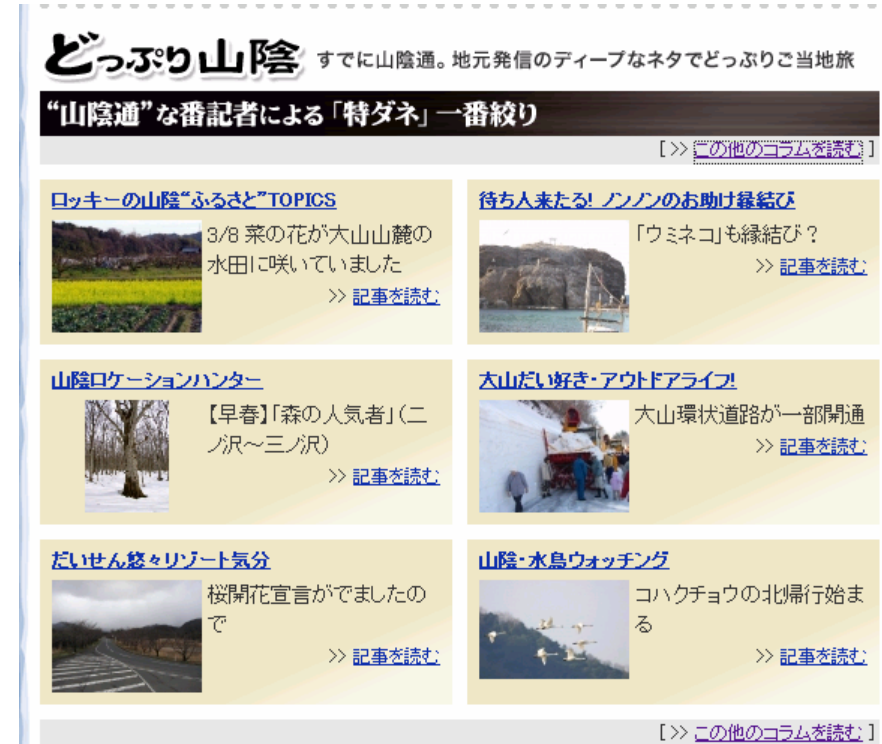 どっぷり山陰 すでに山陰通。地元発信のディープなネタでどっぷりご当地旅
“山陰通”な番記者による「特ダネ」一番絞り
[ >> この他のコラムを読む ]
ロッキーの山陰“ふるさと”TOPICS
3/8 菜の花が大山山麓の
水田に咲いていました
>> 記事を読む
待ち人来たる! ノンノンのお助け縁結び
「ウミネコ」も縁結び?
>> 記事を読む
山陰ロケーションハンター
【早春】「森の人気者」(二
ノ沢～三ノ沢)
>> 記事を読む
大山だい好き・アウトドアライフ!
大山環状道路が一部開通
>> 記事を読む
だいせん悠々リゾート気分
桜開花宣言がでましたの
で
>> 記事を読む
山陰・水鳥ウォッチング
コハクチョウの北帰行始ま
る
>> 記事を読む
[ >> この他のコラムを読む ]